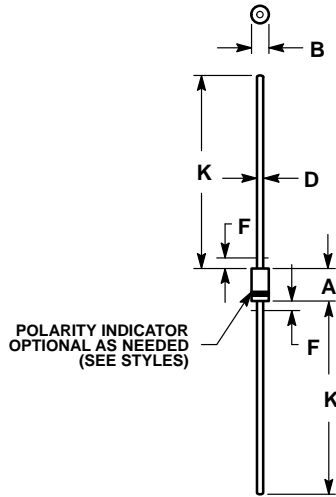 B
K
D
F
A
POLARITY INDICATOR
OPTIONAL AS NEEDED
(SEE STYLES)
F
K